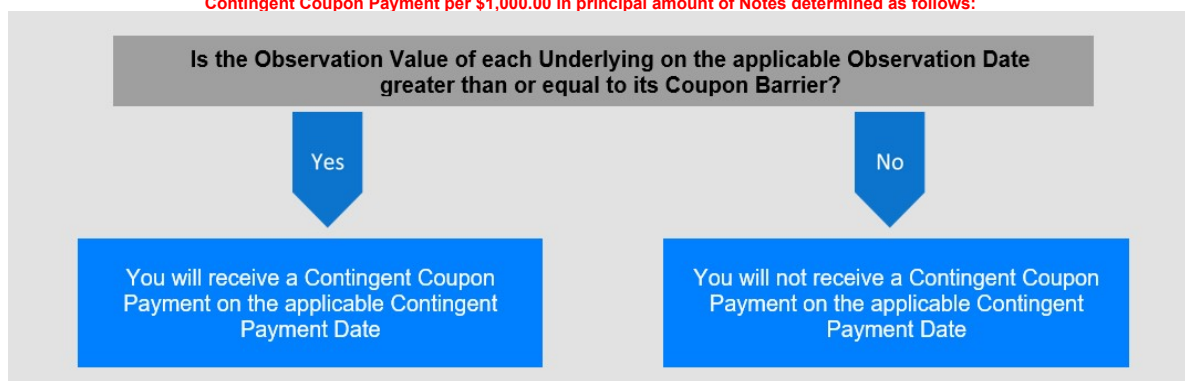 Contingent Coupon Payment per $1,000.00 in principal amount of Notes determined as follows:
Is the Observation Value of each Underlying on the applicable Observation Date
greater than or equal to its Coupon Barrier?
Yes
No
You will receive a Contingent Coupon
Payment on the applicable Contingent
Payment Date
You will not receive a Contingent Coupon
Payment on the applicable Contingent
Payment Date